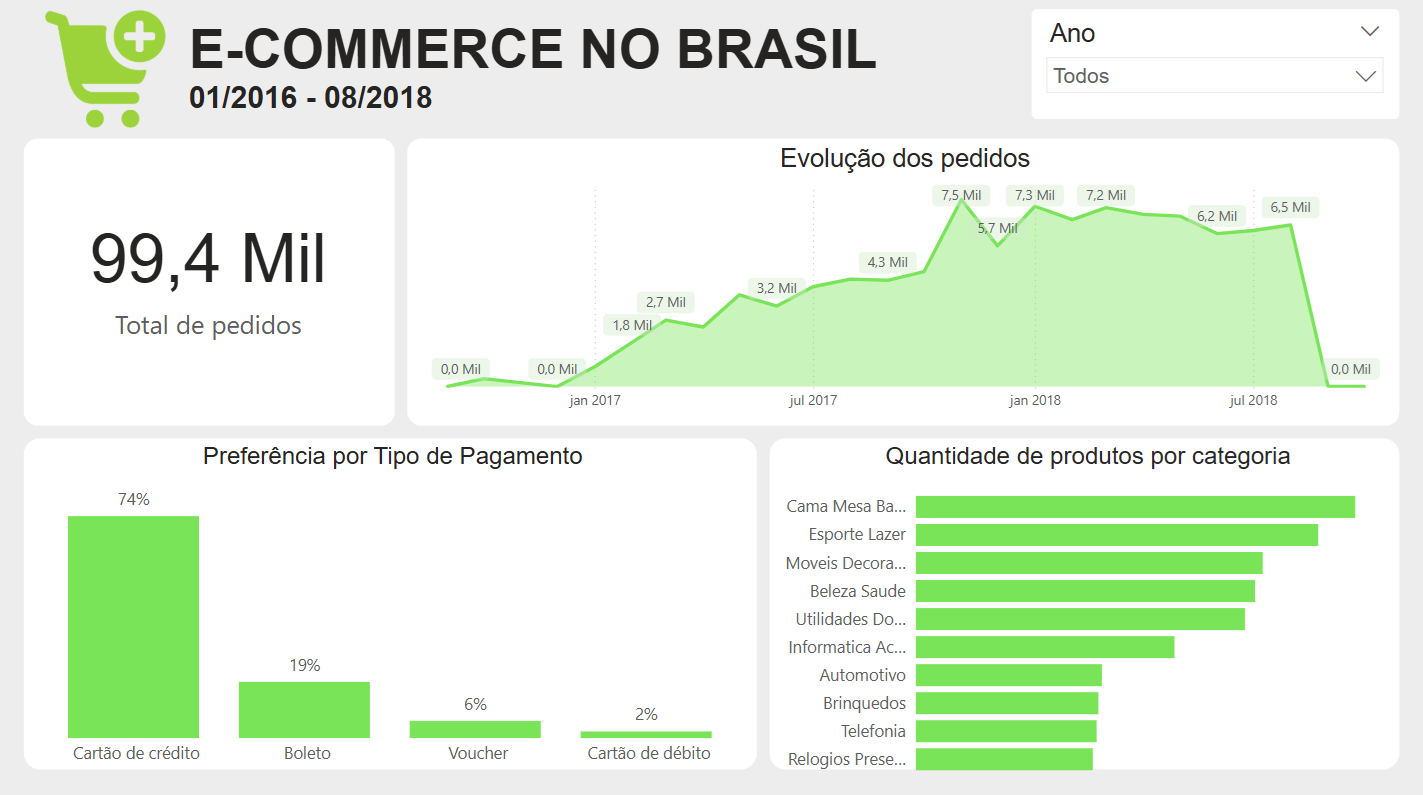 E-COMMERCE NO BRASIL
01/2016 - 08/2018
Ano
Todos
99,4 Mil
Total de pedidos
Evolução dos pedidos
0,0 Mil
0,0 Mil
1,8 Mil
2,7 Mil
3,2 Mil
4,3 Mil
7,5 Mil
5,7 Mil
7,3 Mil
7,2 Mil
6,2 Mil
6,5 Mil
0,0 Mil
jan 2017
jul 2017
jan 2018
jul 2018
Preferência por Tipo de Pagamento
74%
19%
6%
2%
Cartão de crédito
Boleto
Voucher
Cartão de débito
Quantidade de produtos por categoria
Cama Mesa Ba...
Esporte Lazer
Moveis Decora...
Beleza Saude
Utilidades Do...
Informatica Ac...
Automotivo
Brinquedos
Telefonia
Relogios Prese...